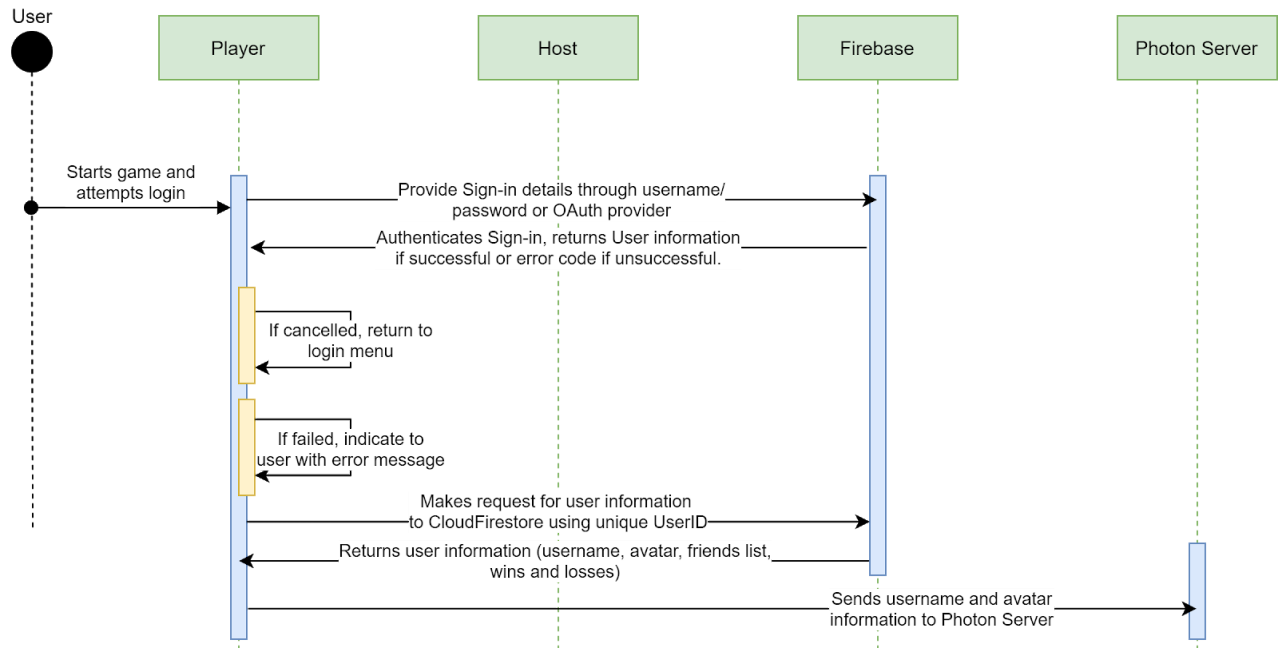 User
Player
Host
Firebase
Photon Server
Starts game and
attempts login
Provide Sign-in details through username/
password or OAuth provider
Authenticates Sign-in, returns User information
if successful or error code if unsuccessful.
If cancelled, return to
login menu
If failed, indicate to
user with error message
Makes request for user information
to CloudFirestore using unique UserID
Returns user information (username, avatar, friends list,
wins and losses)
Sends username and avatar
information to Photon Server